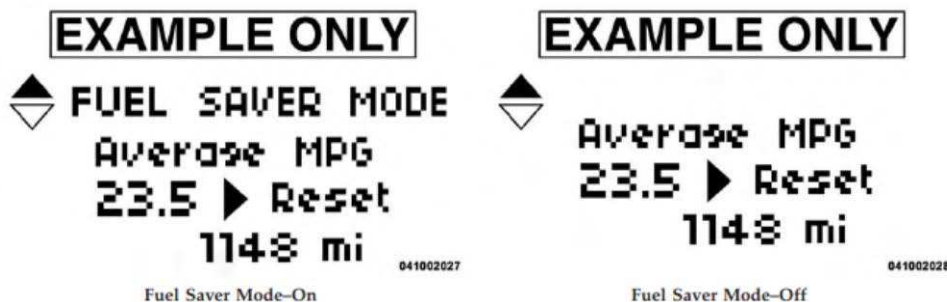 EXAMPLE ONLY
FUEL SAVER MODE
Average MPG
23.5 Reset
1148 mi
041002027
Fuel Saver Mode–On
EXAMPLE ONLY
Average MPG
23.5 Reset
1148 mi
041002028
Fuel Saver Mode–Off